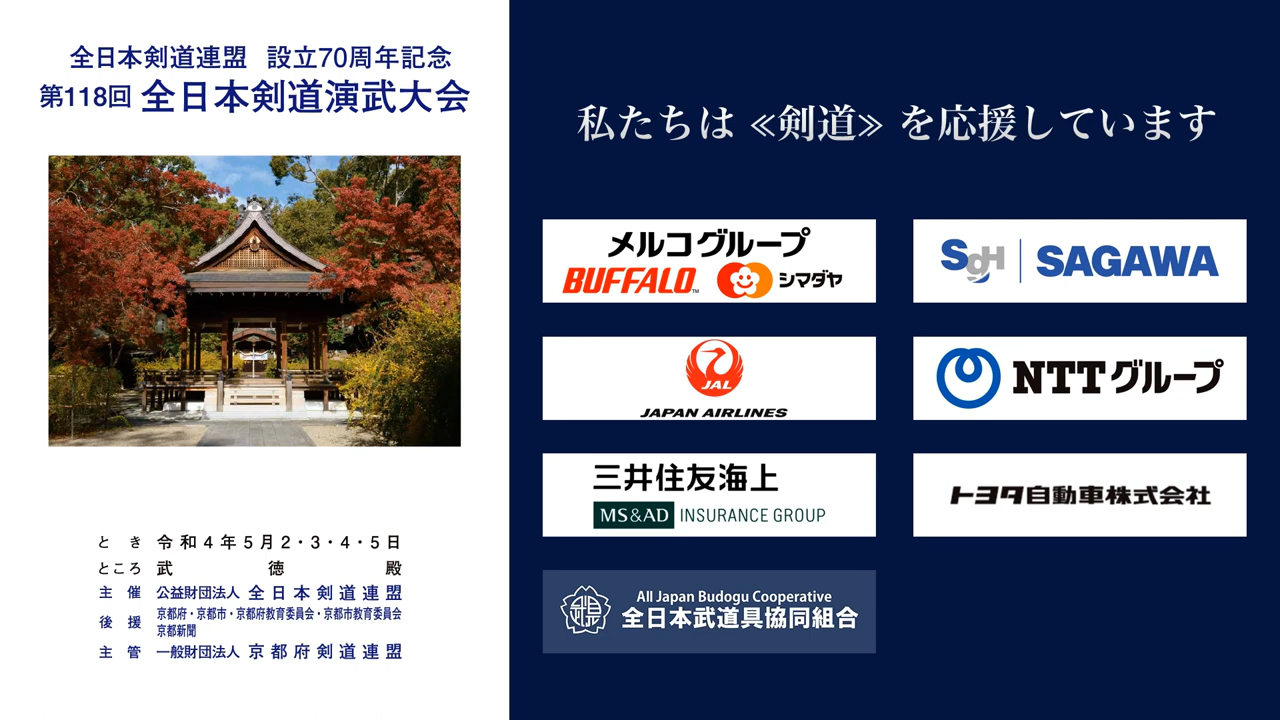 全日本剣道連盟 設立70周年記念
第118回 全日本剣道演武大会
とき 令和4年5月2・3・4・5日
ところ 武徳殿
主催 公益財団法人 全日本剣道連盟
後援 京都府・京都市・京都府教育委員会・京都市教育委員会
京都新聞
主管 一般財団法人 京都府剣道連盟
私たちは ≪剣道≫ を応援しています
メルコグループ
BUFFALO™ シマダヤ
SGH SAGAWA
JAL
JAPAN AIRLINES
NTTグループ
三井住友海上
MS&AD INSURANCE GROUP
トヨタ自動車株式会社
All Japan Budogu Cooperative
全日本武道具協同組合